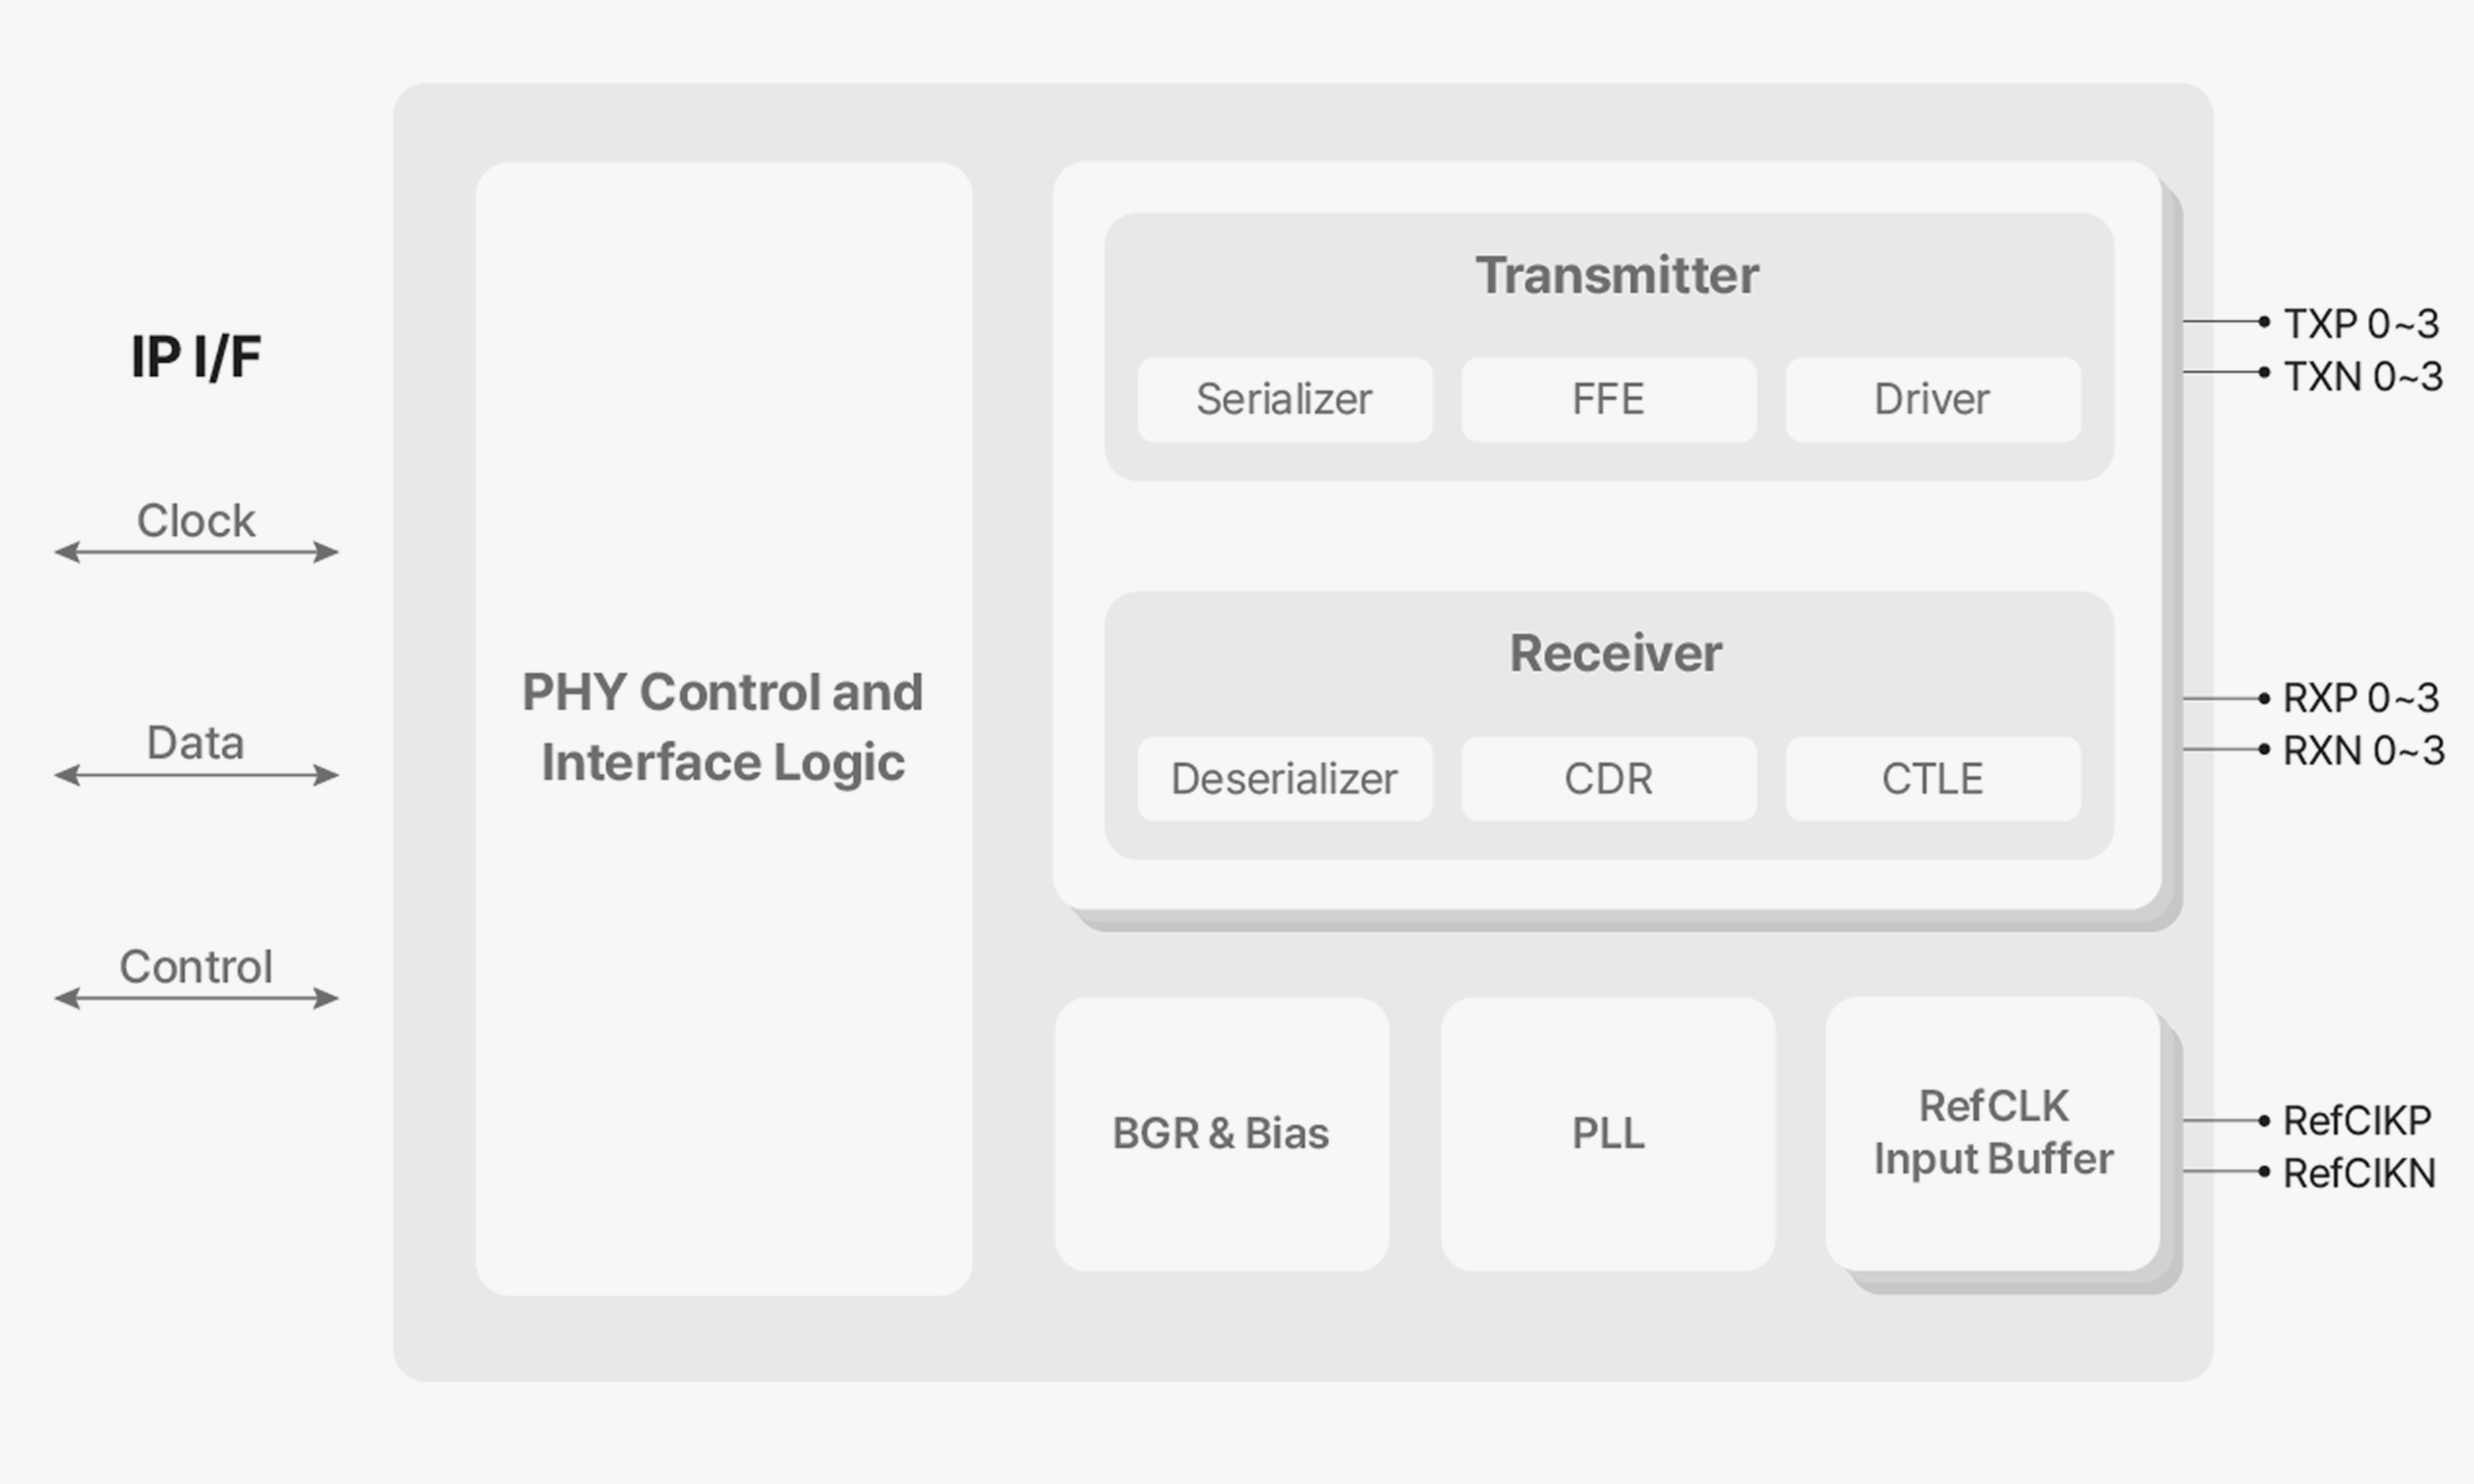 IP I/F
Clock
Data
Control
PHY Control and
Interface Logic
Transmitter
Serializer
FFE
Driver
Receiver
Deserializer
CDR
CTLE
BGR & Bias
PLL
RefCLK
Input Buffer
TXP 0~3
TXN 0~3
RXP 0~3
RXN 0~3
RefClKP
RefClKN